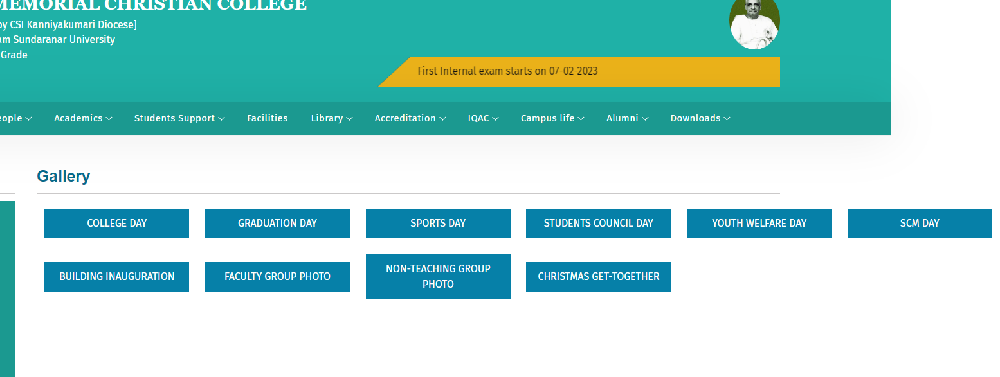 MEMORIAL CHRISTIAN COLLEGE
by CSI Kanniyakumari Diocese]
Sundaranar University
Grade
First Internal exam starts on 07-02-2023
Academics Students Support Facilities Library Accreditation IQAC Campus life Alumni Downloads
Gallery
COLLEGE DAY GRADUATION DAY SPORTS DAY STUDENTS COUNCIL DAY YOUTH WELFARE DAY SCM DAY
BUILDING INAUGURATION FACULTY GROUP PHOTO NON-TEACHING GROUP
PHOTO CHRISTMAS GET-TOGETHER